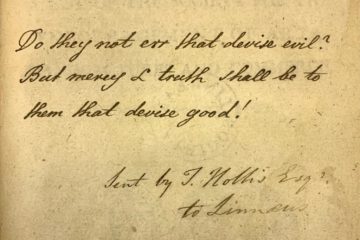 Do they not err that devise evil?
But mercy & truth shall be to
them that devise good!
Sent by T. Hollis Esqr.
to Linnæus